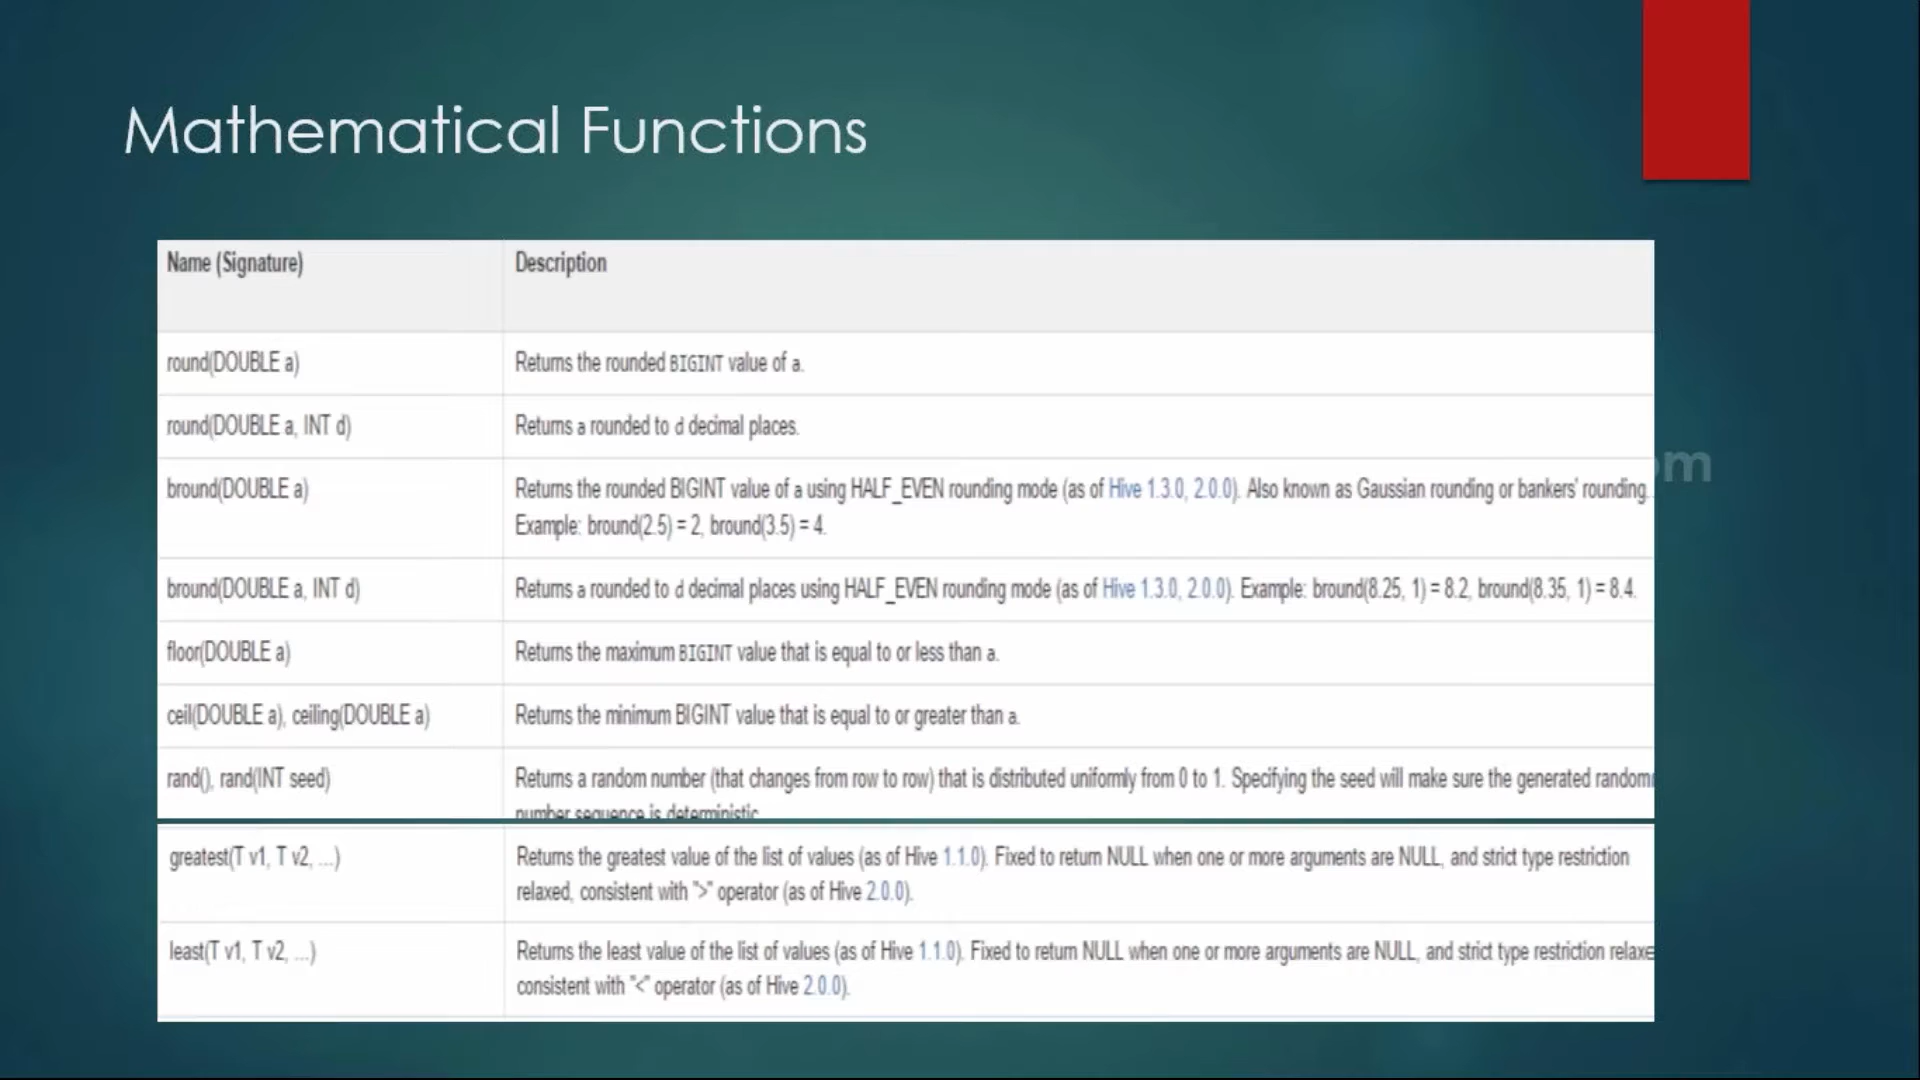 Mathematical Functions
Name (Signature) Description
round(DOUBLE a) Returns the rounded BIGINT value of a.
round(DOUBLE a, INT d) Returns a rounded to d decimal places.
bround(DOUBLE a) Returns the rounded BIGINT value of a using HALF_EVEN rounding mode (as of Hive 1.3.0, 2.0.0). Also known as Gaussian rounding or bankers' rounding.
Example: bround(2.5) = 2, bround(3.5) = 4.
bround(DOUBLE a, INT d) Returns a rounded to d decimal places using HALF_EVEN rounding mode (as of Hive 1.3.0, 2.0.0). Example: bround(8.25, 1) = 8.2, bround(8.35, 1) = 8.4.
floor(DOUBLE a) Returns the maximum BIGINT value that is equal to or less than a.
ceil(DOUBLE a), ceiling(DOUBLE a) Returns the minimum BIGINT value that is equal to or greater than a.
rand(), rand(INT seed) Returns a random number (that changes from row to row) that is distributed uniformly from 0 to 1. Specifying the seed will make sure the generated random
number sequence is deterministic
greatest(T v1, T v2, ...) Returns the greatest value of the list of values (as of Hive 1.1.0). Fixed to return NULL when one or more arguments are NULL, and strict type restriction
relaxed, consistent with ">" operator (as of Hive 2.0.0).
least(T v1, T v2, ...) Returns the least value of the list of values (as of Hive 1.1.0). Fixed to return NULL when one or more arguments are NULL, and strict type restriction relaxe
consistent with "<" operator (as of Hive 2.0.0).